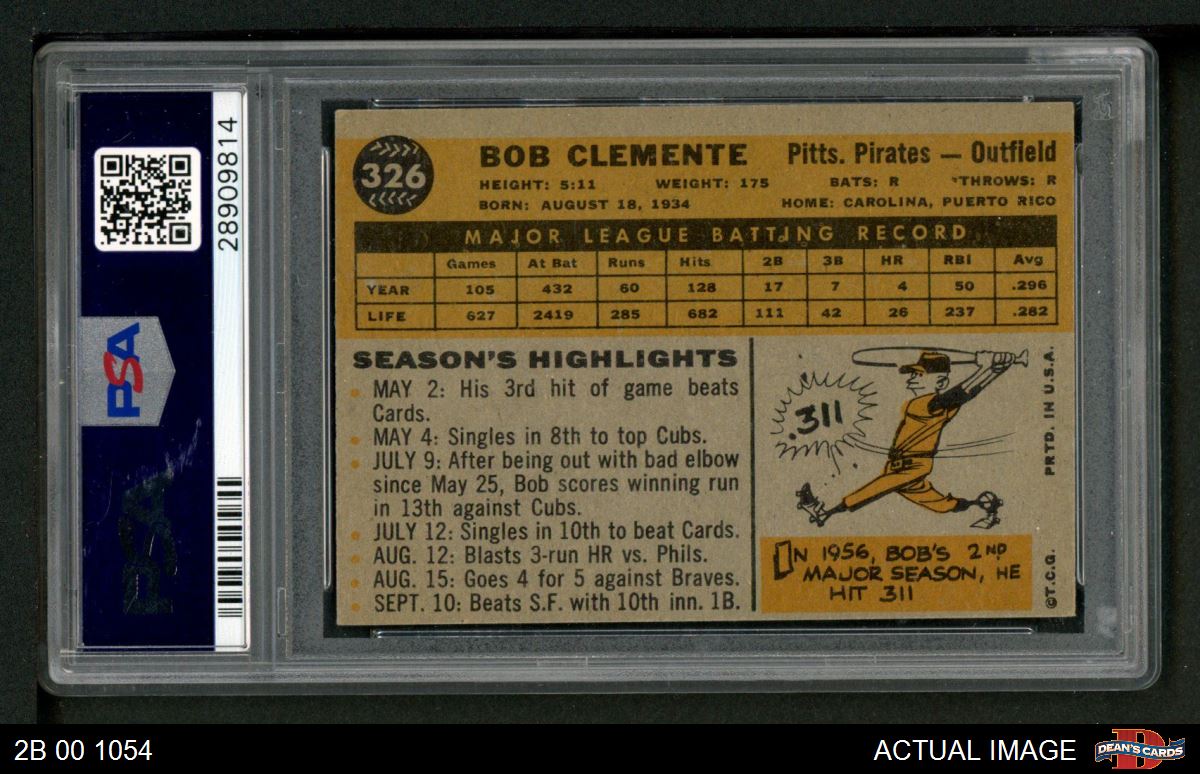 28909814
PSA
PSA
326
BOB CLEMENTE Pitts. Pirates — Outfield
HEIGHT: 5:11 WEIGHT: 175 BATS: R THROWS: R
BORN: AUGUST 18, 1934 HOME: CAROLINA, PUERTO RICO
MAJOR LEAGUE BATTING RECORD
Games At Bat Runs Hits 2B 3B HR RBI Avg
YEAR 105 432 60 128 17 7 4 50 .296
LIFE 627 2419 285 682 111 42 26 237 .282
SEASON'S HIGHLIGHTS
• MAY 2: His 3rd hit of game beats
Cards.
• MAY 4: Singles in 8th to top Cubs.
• JULY 9: After being out with bad elbow
since May 25, Bob scores winning run
in 13th against Cubs.
• JULY 12: Singles in 10th to beat Cards.
• AUG. 12: Blasts 3-run HR vs. Phils.
• AUG. 15: Goes 4 for 5 against Braves.
• SEPT. 10: Beats S.F. with 10th inn. 1B.
.311
IN 1956, BOB'S 2ND
MAJOR SEASON, HE
HIT 311
©T.C.G. PRTD. IN U.S.A.
2B 00 1054
ACTUAL IMAGE
DEAN'S CARDS